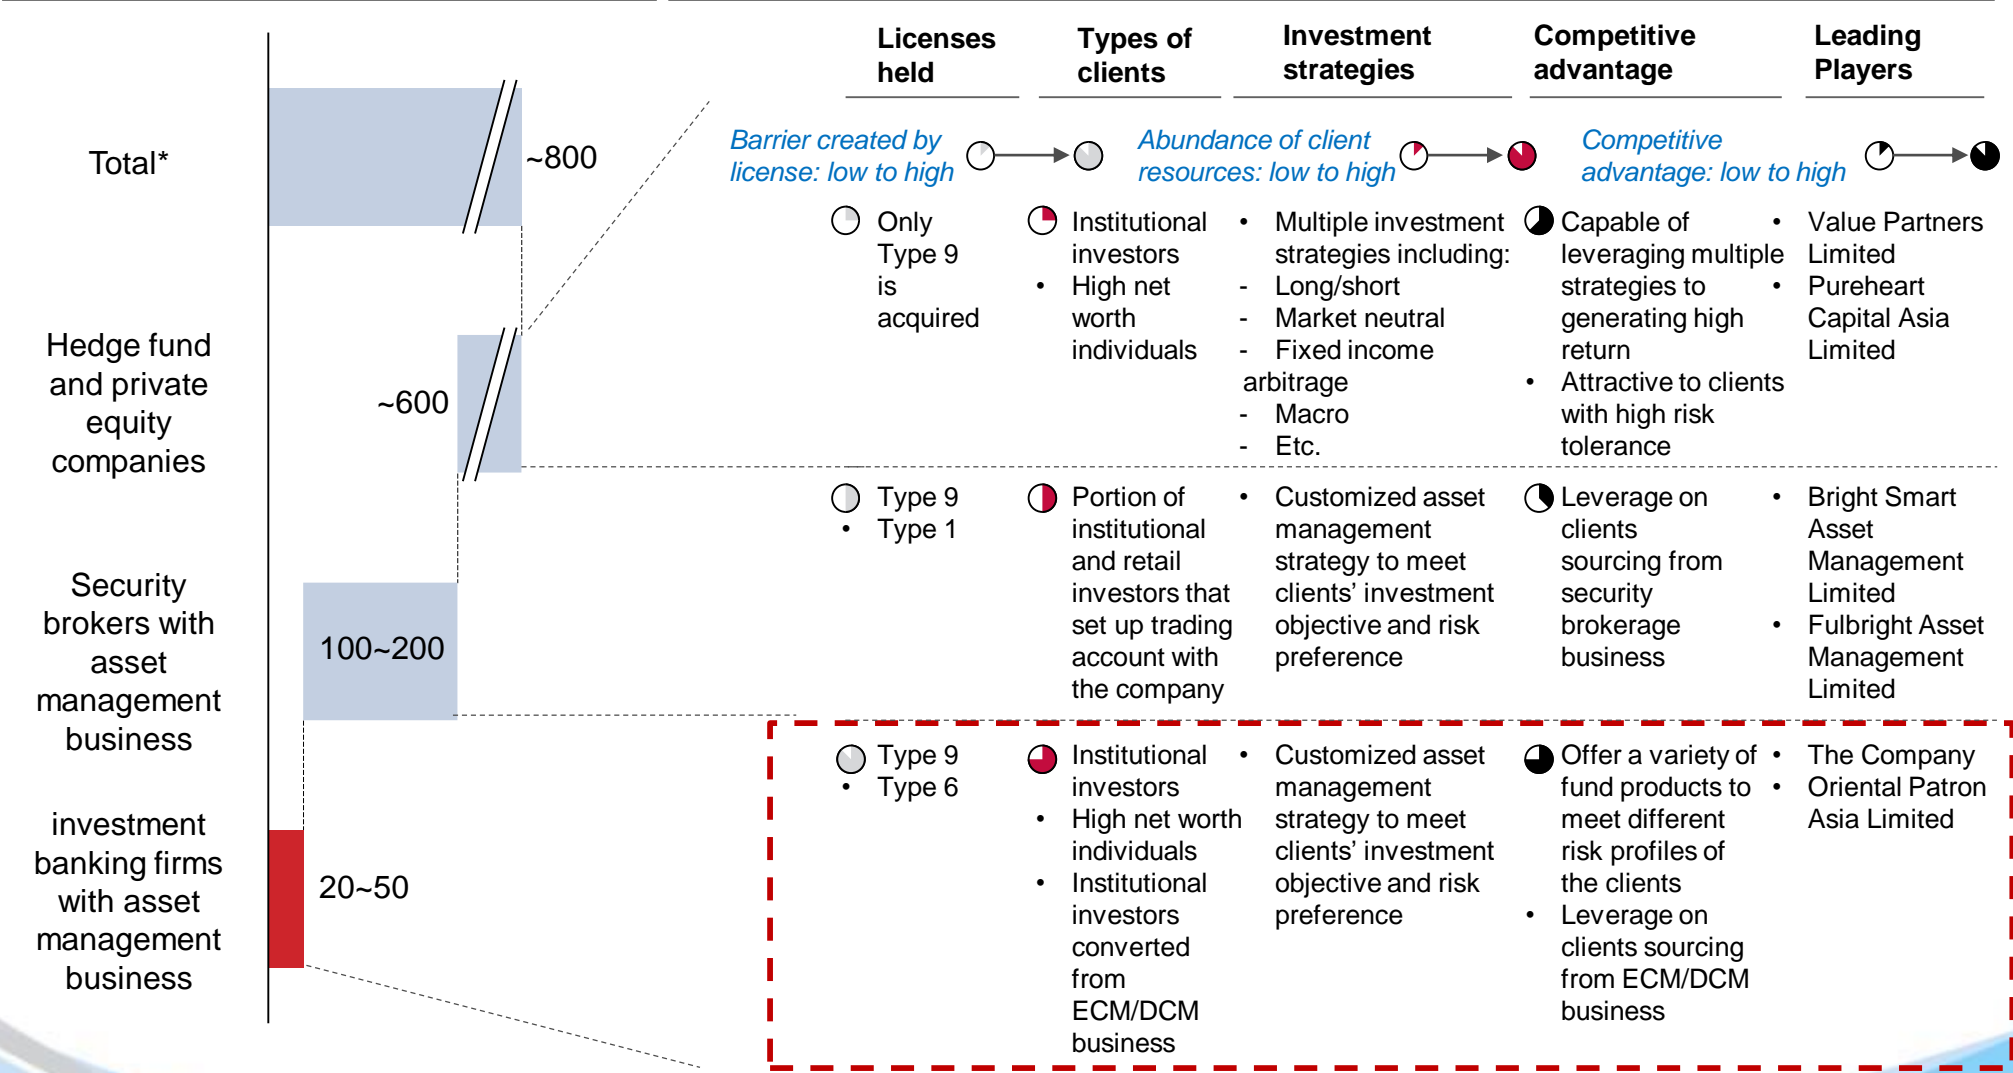 Licenses held
Types of clients
Investment strategies
Competitive advantage
Leading Players
Barrier created by
license: low to high
Abundance of client
resources: low to high
Competitive
advantage: low to high
Total*
~800
Hedge fund
and private
equity
companies
~600
Only
Type 9
is
acquired
Institutional
investors
• High net
worth
individuals
• Multiple investment
strategies including:
- Long/short
- Market neutral
- Fixed income
arbitrage
- Macro
- Etc.
Capable of
leveraging multiple
strategies to
generating high
return
• Attractive to clients
with high risk
tolerance
• Value Partners
Limited
• Pureheart
Capital Asia
Limited
Security
brokers with
asset
management
business
100~200
Type 9
• Type 1
Portion of
institutional
and retail
investors that
set up trading
account with
the company
• Customized asset
management
strategy to meet
clients’ investment
objective and risk
preference
Leverage on
clients
sourcing from
security
brokerage
business
• Bright Smart
Asset
Management
Limited
• Fulbright Asset
Management
Limited
investment
banking firms
with asset
management
business
20~50
Type 9
• Type 6
Institutional
investors
• High net worth
individuals
• Institutional
investors
converted
from
ECM/DCM
business
• Customized asset
management
strategy to meet
clients’ investment
objective and risk
preference
Offer a variety of
fund products to
meet different
risk profiles of
the clients
• Leverage on
clients sourcing
from ECM/DCM
business
• The Company
• Oriental Patron
Asia Limited